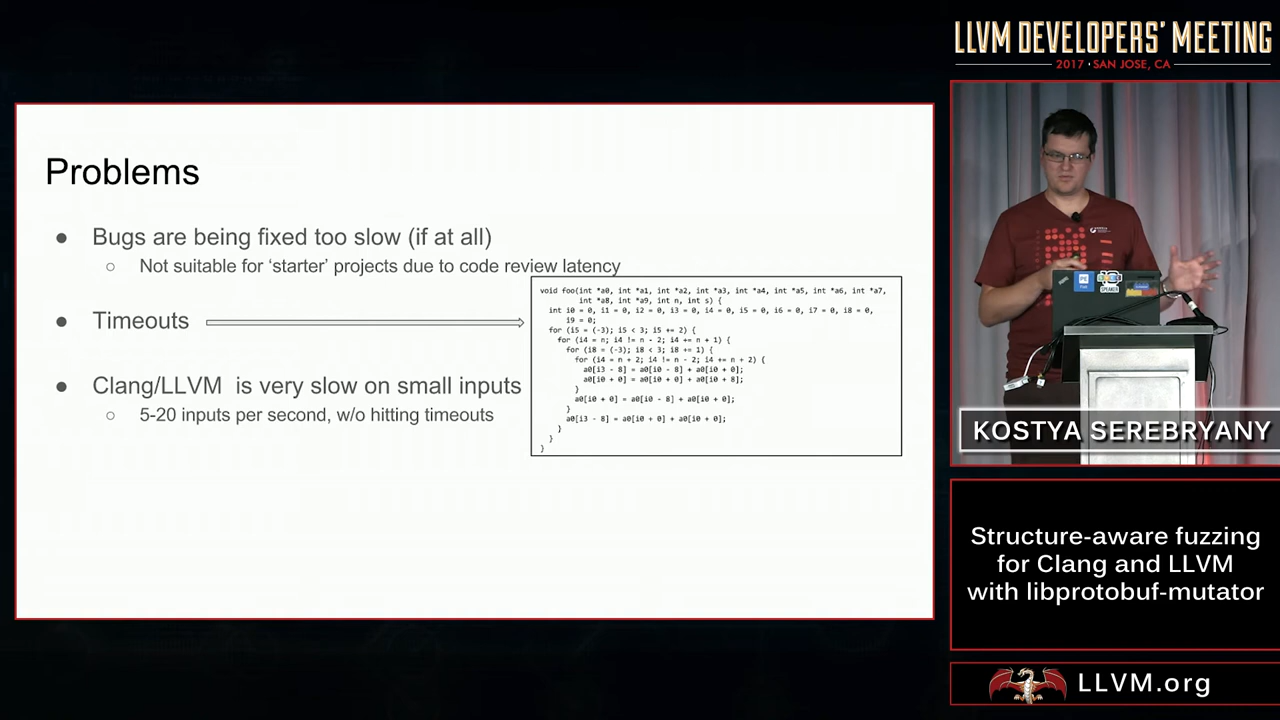 LLVM DEVELOPERS' MEETING
2017 · SAN JOSE, CA
Problems
● Bugs are being fixed too slow (if at all)
○ Not suitable for ‘starter’ projects due to code review latency
● Timeouts
● Clang/LLVM is very slow on small inputs
○ 5-20 inputs per second, w/o hitting timeouts
void foo(int *a0, int *a1, int *a2, int *a3, int *a4, int *a5, int *a6, int *a7,
int *a8, int *a9, int n, int s) {
int i0 = 0, i1 = 0, i2 = 0, i3 = 0, i4 = 0, i5 = 0, i6 = 0, i7 = 0, i8 = 0,
i9 = 0;
for (i5 = (-3); i5 < 3; i5 += 2) {
for (i4 = n; i4 != n - 2; i4 += n + 1) {
for (i8 = (-3); i8 < 3; i8 += 1) {
for (i4 = n + 2; i4 != n - 2; i4 += n + 2) {
a0[i3 - 8] = a0[i0 - 8] + a0[i0 + 0];
a0[i0 + 0] = a0[i0 + 0] + a0[i0 + 8];
}
a0[i0 + 0] = a0[i0 - 8] + a0[i0 + 0];
}
a0[i3 - 8] = a0[i0 + 0] + a0[i0 + 0];
}
}
}
KOSTYA SEREBRYANY
Structure-aware fuzzing
for Clang and LLVM
with libprotobuf-mutator
LLVM.org